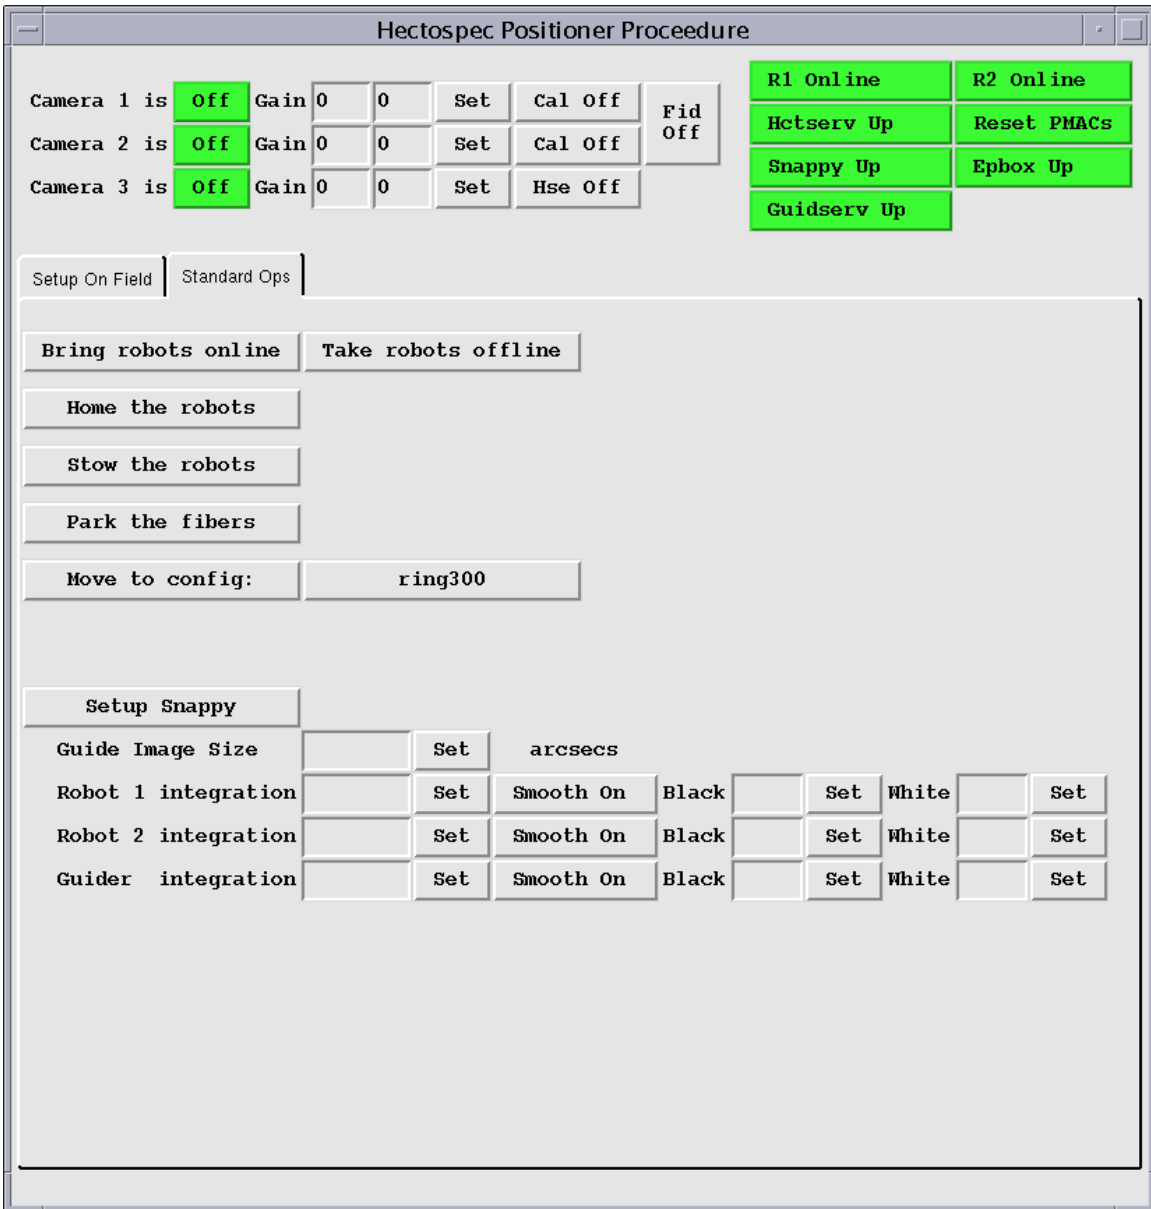 Hectospec Positioner Proceedure
Camera 1 is Off Gain 0 0 Set Cal Off
Camera 2 is Off Gain 0 0 Set Cal Off
Camera 3 is Off Gain 0 0 Set Hse Off
Fid
Off
R1 Online R2 Online
Hctserv Up Reset PMACs
Snappy Up Epbox Up
Guidserv Up
Setup On Field Standard Ops
Bring robots online Take robots offline
Home the robots
Stow the robots
Park the fibers
Move to config: ring300
Setup Snappy
Guide Image Size Set arcsecs
Robot 1 integration Set Smooth On Black Set White Set
Robot 2 integration Set Smooth On Black Set White Set
Guider integration Set Smooth On Black Set White Set